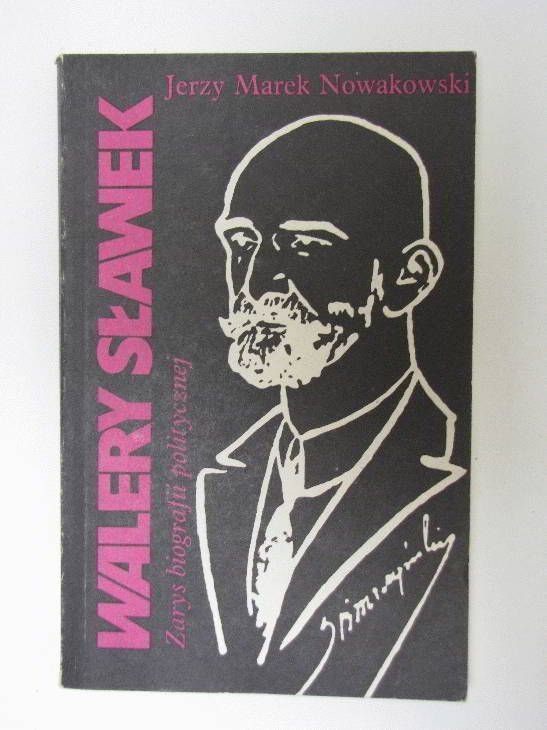 Jerzy Marek Nowakowski
WALERY SŁAWEK
Zarys biografii politycznej